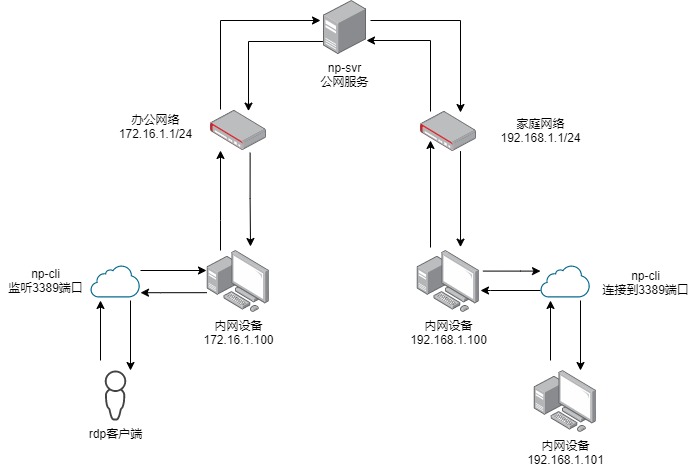 np-svr
公网服务
办公网络
172.16.1.1/24
家庭网络
192.168.1.1/24
np-cli
监听3389端口
内网设备
172.16.1.100
内网设备
192.168.1.100
np-cli
连接到3389端口
rdp客户端
内网设备
192.168.1.101